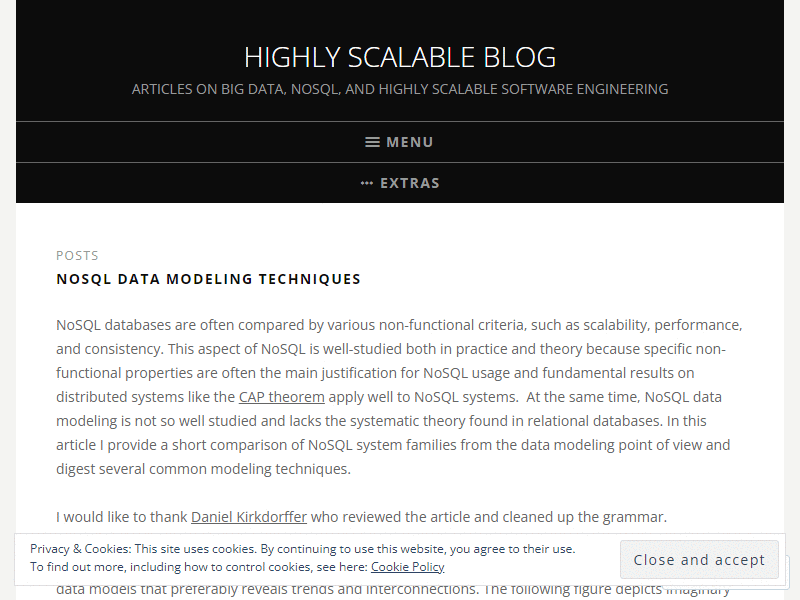 HIGHLY SCALABLE BLOG
ARTICLES ON BIG DATA, NOSQL, AND HIGHLY SCALABLE SOFTWARE ENGINEERING
MENU
EXTRAS
POSTS
NOSQL DATA MODELING TECHNIQUES
NoSQL databases are often compared by various non-functional criteria, such as scalability, performance,
and consistency. This aspect of NoSQL is well-studied both in practice and theory because specific non-
functional properties are often the main justification for NoSQL usage and fundamental results on
distributed systems like the CAP theorem apply well to NoSQL systems.  At the same time, NoSQL data
modeling is not so well studied and lacks the systematic theory found in relational databases. In this
article I provide a short comparison of NoSQL system families from the data modeling point of view and
digest several common modeling techniques.
I would like to thank Daniel Kirkdorffer who reviewed the article and cleaned up the grammar.
Privacy & Cookies: This site uses cookies. By continuing to use this website, you agree to their use.
To find out more, including how to control cookies, see here: Cookie Policy
Close and accept
data models that preferably reveals trends and interconnections. The following figure depicts imaginary